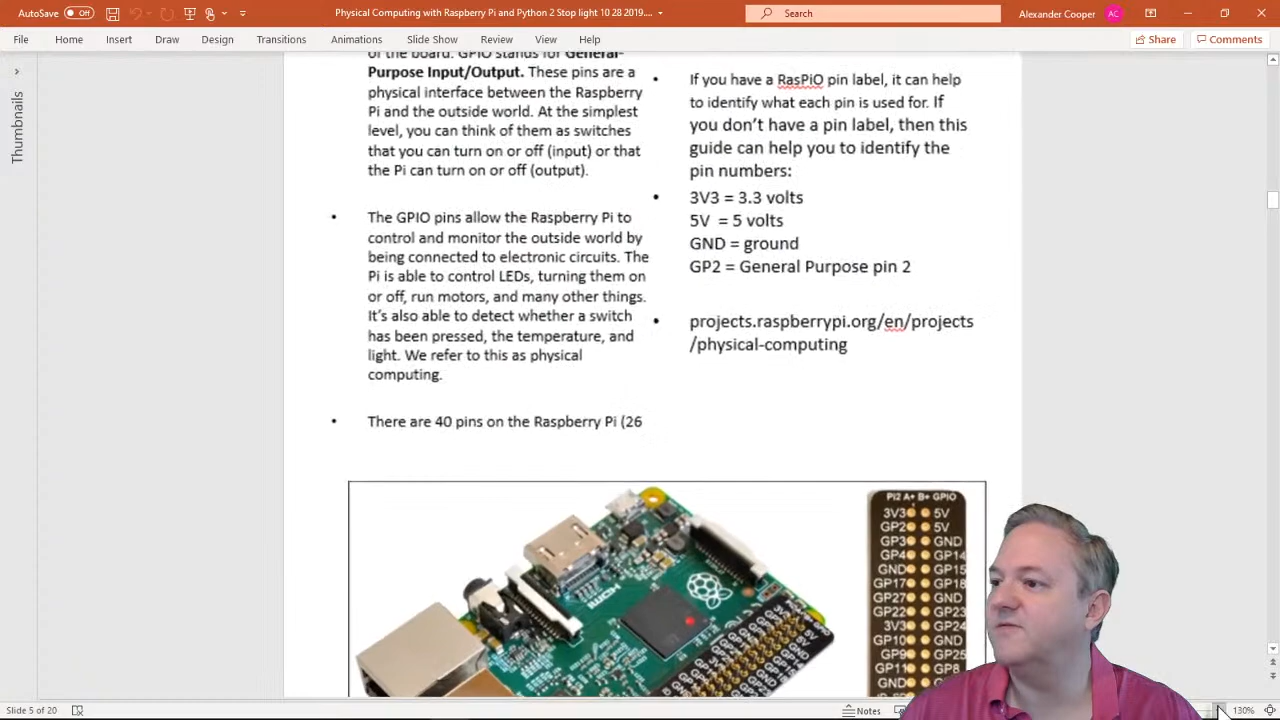 AutoSave Off
Physical Computing with Raspberry Pi and Python 2 Stop light 10 28 2019....
Search
Alexander Cooper AC
File Home Insert Draw Design Transitions Animations Slide Show Review View Help
Share Comments
Thumbnails
of the board. GPIO stands for General-
Purpose Input/Output. These pins are a
physical interface between the Raspberry
Pi and the outside world. At the simplest
level, you can think of them as switches
that you can turn on or off (input) or that
the Pi can turn on or off (output).
• The GPIO pins allow the Raspberry Pi to
control and monitor the outside world by
being connected to electronic circuits. The
Pi is able to control LEDs, turning them on
or off, run motors, and many other things.
It's also able to detect whether a switch
has been pressed, the temperature, and
light. We refer to this as physical
computing.
• There are 40 pins on the Raspberry Pi (26
• If you have a RasPiO pin label, it can help
to identify what each pin is used for. If
you don't have a pin label, then this
guide can help you to identify the
pin numbers:
• 3V3 = 3.3 volts
5V = 5 volts
GND = ground
GP2 = General Purpose pin 2
• projects.raspberrypi.org/en/projects
/physical-computing
Pi2 A+ B+ GPIO
3V3 5V
GP2 5V
GP3 GND
GP4 GP14
GND GP15
GP17 GP18
GP27 GND
GP22 GP23
3V3 GP24
GP10 GND
GP9 GP25
GP11 GP8
GND
Slide 5 of 20
Notes
130%